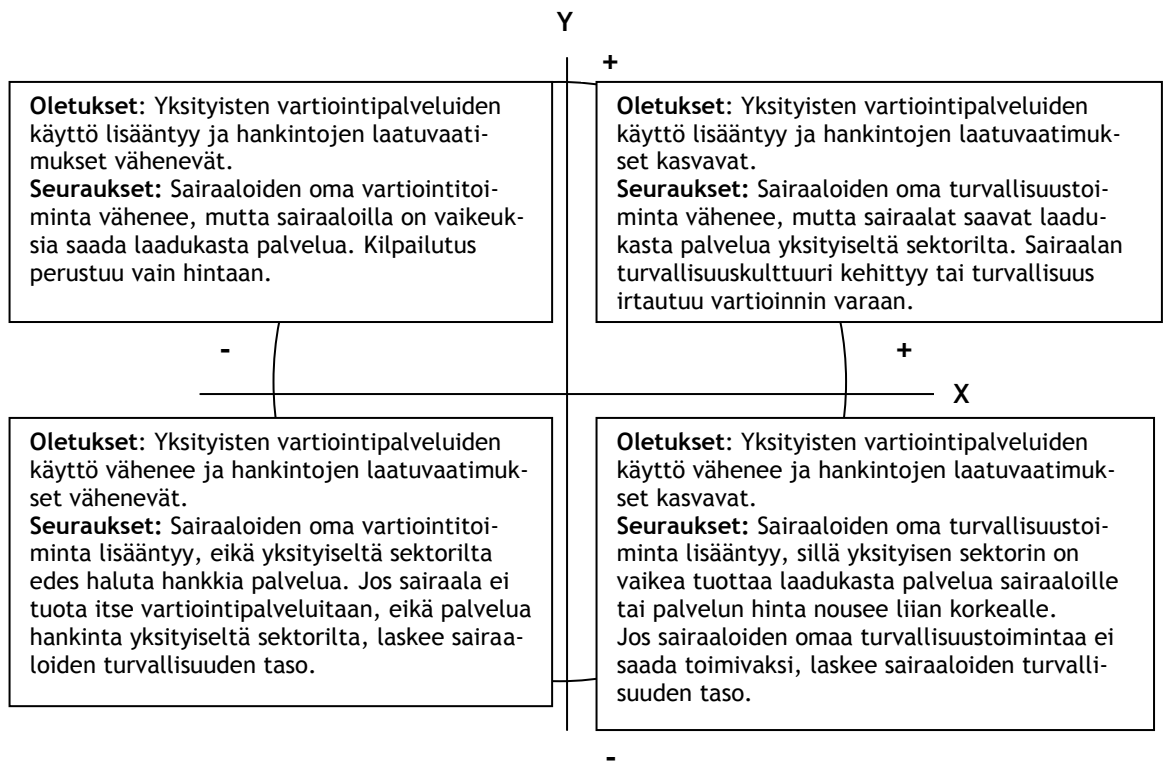 Y
+
Oletukset: Yksityisten vartiointipalveluiden
käyttö lisääntyy ja hankintojen laatuvaati-
mukset vähenevät.
Seuraukset: Sairaaloiden oma vartiointitoi-
minta vähenee, mutta sairaaloilla on vaikeuk-
sia saada laadukasta palvelua. Kilpailutus
perustuu vain hintaan.
Oletukset: Yksityisten vartiointipalveluiden
käyttö lisääntyy ja hankintojen laatuvaatimuk-
set kasvavat.
Seuraukset: Sairaaloiden oma turvallisuustoi-
minta vähenee, mutta sairaalat saavat laadu-
kasta palvelua yksityiseltä sektorilta. Sairaalan
turvallisuuskulttuuri kehittyy tai turvallisuus
irtautuu vartioinnin varaan.
-
+
X
Oletukset: Yksityisten vartiointipalveluiden
käyttö vähenee ja hankintojen laatuvaatimuk-
set vähenevät.
Seuraukset: Sairaaloiden oma vartiointitoi-
minta lisääntyy, eikä yksityiseltä sektorilta
edes haluta hankkia palvelua. Jos sairaala ei
tuota itse vartiointipalveluitaan, eikä palvelua
hankinta yksityiseltä sektorilta, laskee sairaa-
loiden turvallisuuden taso.
Oletukset: Yksityisten vartiointipalveluiden
käyttö vähenee ja hankintojen laatuvaatimuk-
set kasvavat.
Seuraukset: Sairaaloiden oma turvallisuustoi-
minta lisääntyy, sillä yksityisen sektorin on
vaikea tuottaa laadukasta palvelua sairaaloille
tai palvelun hinta nousee liian korkealle.
Jos sairaaloiden omaa turvallisuustoimintaa ei
saada toimivaksi, laskee sairaaloiden turvalli-
suuden taso.
-